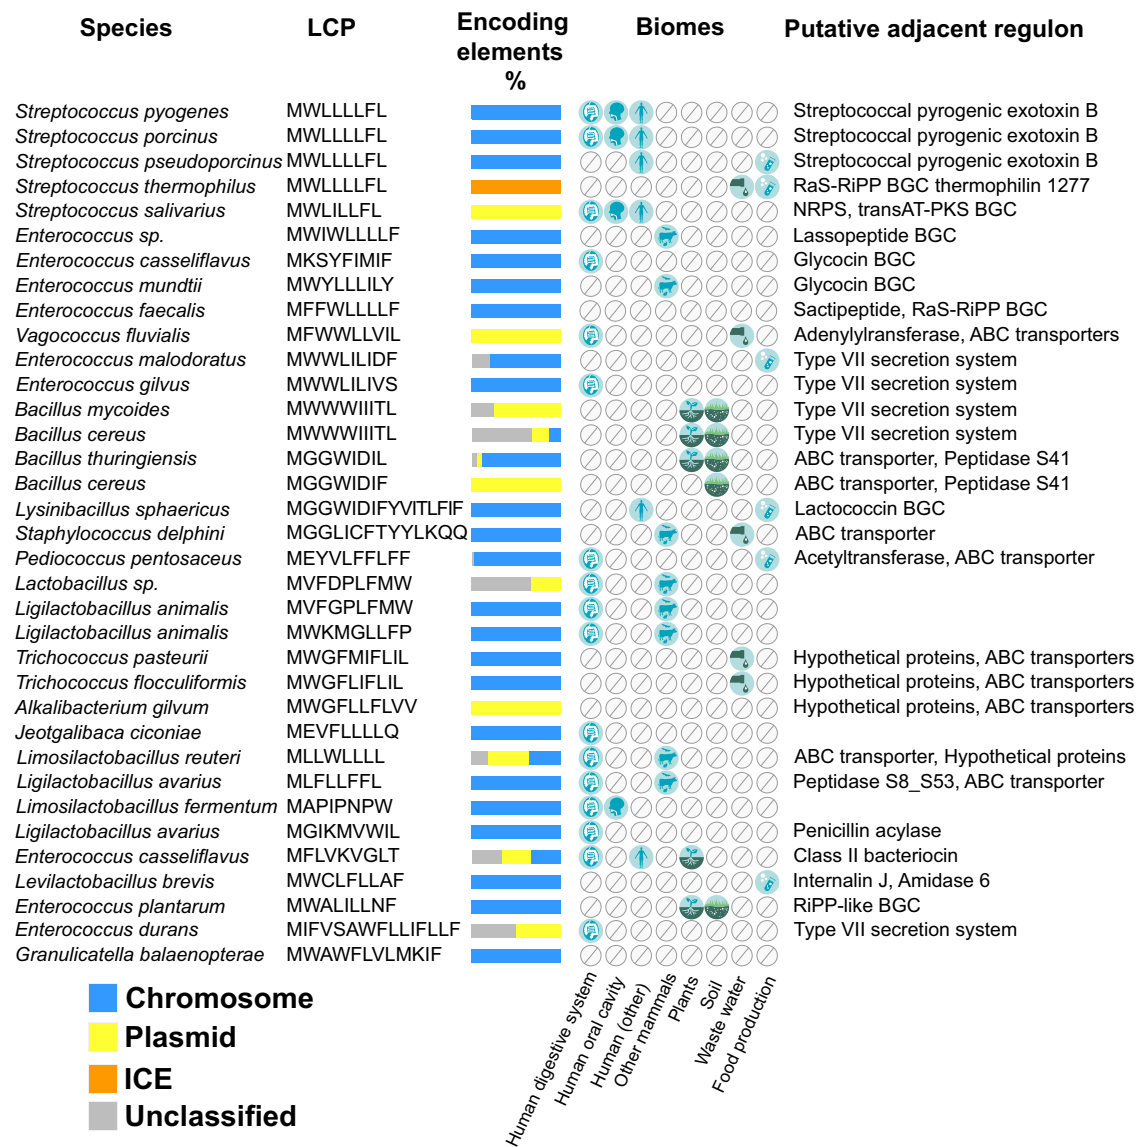 Species LCP Encoding elements % Biomes Putative adjacent regulon
Streptococcus pyogenes MWLLLLFL Streptococcal pyrogenic exotoxin B
Streptococcus porcinus MWLLLLFL Streptococcal pyrogenic exotoxin B
Streptococcus pseudoporcinus MWLLLLFL Streptococcal pyrogenic exotoxin B
Streptococcus thermophilus MWLLLLFL RaS-RiPP BGC thermophilin 1277
Streptococcus salivarius MWLILLFL NRPS, transAT-PKS BGC
Enterococcus sp. MWIWLLLLF Lassopeptide BGC
Enterococcus casseliflavus MKSYFIMIF Glycocin BGC
Enterococcus mundtii MWYLLLILY Glycocin BGC
Enterococcus faecalis MFFWLLLLF Sactipeptide, RaS-RiPP BGC
Vagococcus fluvialis MFWWLLVIL Adenylylransferase, ABC transporters
Enterococcus malodoratus MWWLILIDF Type VII secretion system
Enterococcus gilvus MWWLILIVS Type VII secretion system
Bacillus mycoides MWWWIIITL Type VII secretion system
Bacillus cereus MWWWIIITL Type VII secretion system
Bacillus thuringiensis MGGWIDIL ABC transporter, Peptidase S41
Bacillus cereus MGGWIDIF ABC transporter, Peptidase S41
Lysinibacillus sphaericus MGGWIDIFYVITLFIF Lactococcin BGC
Staphylococcus delphini MGGLICFTYYLKQQ ABC transporter
Pediococcus pentosaceus MEYVLFFLFF Acetyltransferase, ABC transporter
Lactobacillus sp. MVFDPLFMW
Ligilactobacillus animalis MVFGPLFMW
Ligilactobacillus animalis MWKMGLLFP
Trichococcus pasteurii MWGFMIFLIL Hypothetical proteins, ABC transporters
Trichococcus flocculiformis MWGFLIFLIL Hypothetical proteins, ABC transporters
Alkalibacterium gilvum MWGFLLFLVV Hypothetical proteins, ABC transporters
Jeotgalibaca ciconiae MEVFLLLLQ
Limosilactobacillus reuteri MLLWLLLL ABC transporter, Hypothetical proteins
Ligilactobacillus avarius MLFLLFFL Peptidase S8_S53, ABC transporter
Limosilactobacillus fermentum MAPIPNPW
Ligilactobacillus avarius MGIKMVWIL Penicillin acylase
Enterococcus casseliflavus MFLVKVGLT Class II bacteriocin
Levilactobacillus brevis MWCLFLLAF Internalin J, Amidase 6
Enterococcus plantarum MWALILLNF RiPP-like BGC
Enterococcus durans MIFVSAWFLLIFLLF Type VII secretion system
Granulicatella balaenopterae MWAWFLVLMKIF
Human digestive system
Human oral cavity
Human (other)
Other mammals
Plants
Soil
Waste water
Food production
Chromosome
Plasmid
ICE
Unclassified